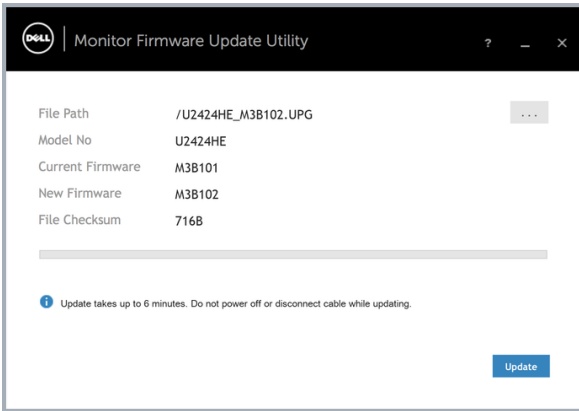 DELL Monitor Firmware Update Utility ? _ ×
File Path /U2424HE_M3B102.UPG ...
Model No U2424HE
Current Firmware M3B101
New Firmware M3B102
File Checksum 716B
Update takes up to 6 minutes. Do not power off or disconnect cable while updating.
Update